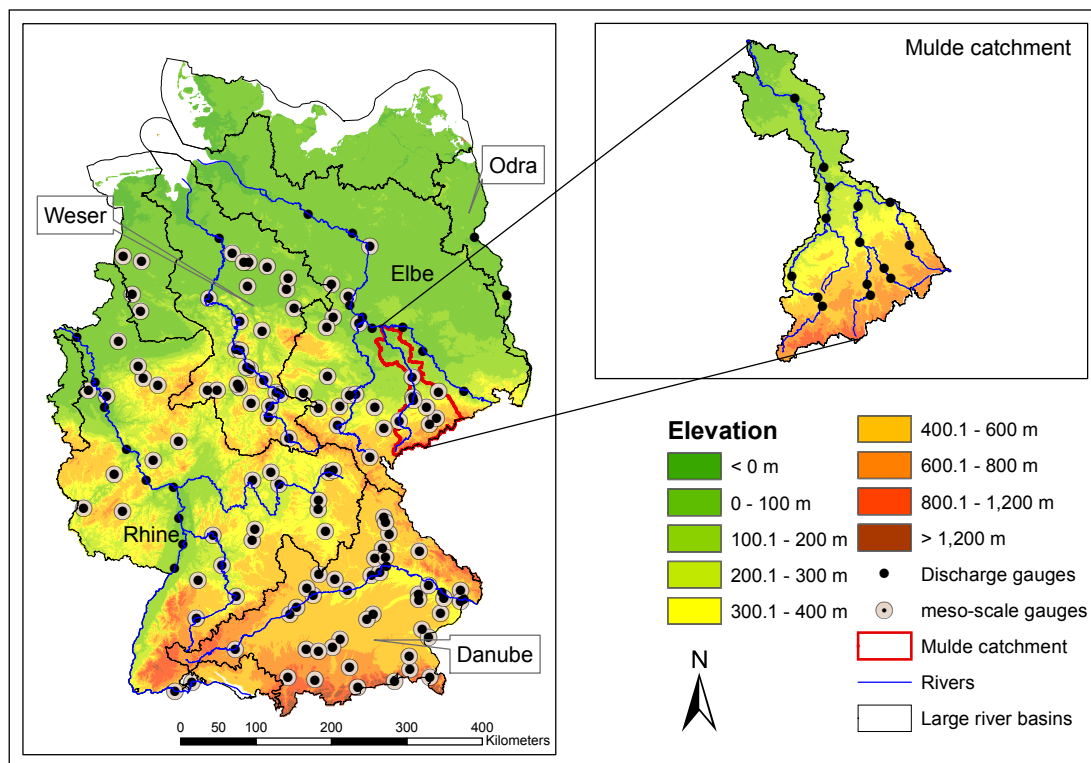 Mulde catchment
Odra
Weser
Elbe
Rhine
Danube
0 50 100 200 300 400
Kilometers
Elevation
< 0 m
0 - 100 m
100.1 - 200 m
200.1 - 300 m
300.1 - 400 m
N
400.1 - 600 m
600.1 - 800 m
800.1 - 1,200 m
> 1,200 m
Discharge gauges
meso-scale gauges
Mulde catchment
Rivers
Large river basins